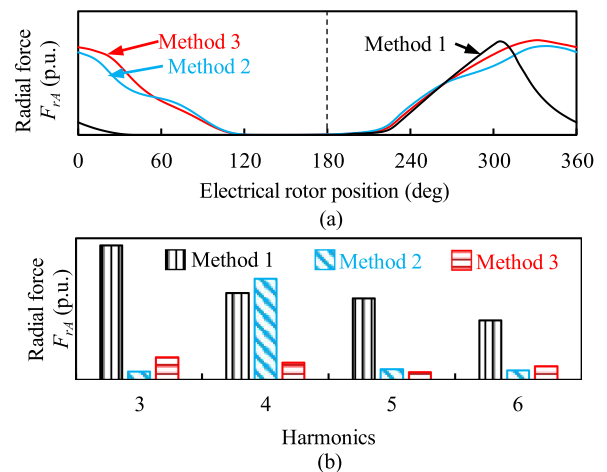 Radial force
F_rA (p.u.)
Method 3
Method 2
Method 1
0 60 120 180 240 300 360
Electrical rotor position (deg)
(a)
Radial force
F_rA (p.u.)
Method 1 Method 2 Method 3
3 4 5 6
Harmonics
(b)